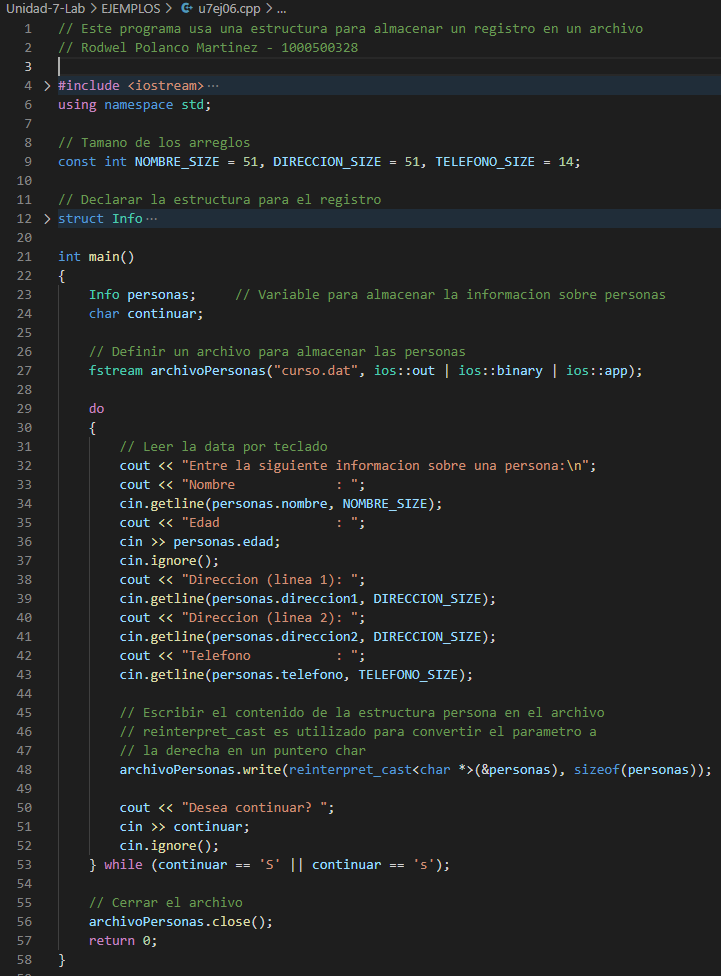 Unidad-7-Lab > EJEMPLOS > u7ej06.cpp > ...
1 // Este programa usa una estructura para almacenar un registro en un archivo
2 // Rodwel Polanco Martinez - 1000500328
3
4 > #include <iostream>···
6 using namespace std;
7
8 // Tamano de los arreglos
9 const int NOMBRE_SIZE = 51, DIRECCION_SIZE = 51, TELEFONO_SIZE = 14;
10
11 // Declarar la estructura para el registro
12 > struct Info···
20
21 int main()
22 {
23     Info personas;     // Variable para almacenar la informacion sobre personas
24     char continuar;
25
26     // Definir un archivo para almacenar las personas
27     fstream archivoPersonas("curso.dat", ios::out | ios::binary | ios::app);
28
29     do
30     {
31         // Leer la data por teclado
32         cout << "Entre la siguiente informacion sobre una persona:\n";
33         cout << "Nombre             : ";
34         cin.getline(personas.nombre, NOMBRE_SIZE);
35         cout << "Edad               : ";
36         cin >> personas.edad;
37         cin.ignore();
38         cout << "Direccion (linea 1): ";
39         cin.getline(personas.direccion1, DIRECCION_SIZE);
40         cout << "Direccion (linea 2): ";
41         cin.getline(personas.direccion2, DIRECCION_SIZE);
42         cout << "Telefono           : ";
43         cin.getline(personas.telefono, TELEFONO_SIZE);
44
45         // Escribir el contenido de la estructura persona en el archivo
46         // reinterpret_cast es utilizado para convertir el parametro a
47         // la derecha en un puntero char
48         archivoPersonas.write(reinterpret_cast<char *>(&personas), sizeof(personas));
49
50         cout << "Desea continuar? ";
51         cin >> continuar;
52         cin.ignore();
53     } while (continuar == 'S' || continuar == 's');
54
55     // Cerrar el archivo
56     archivoPersonas.close();
57     return 0;
58 }